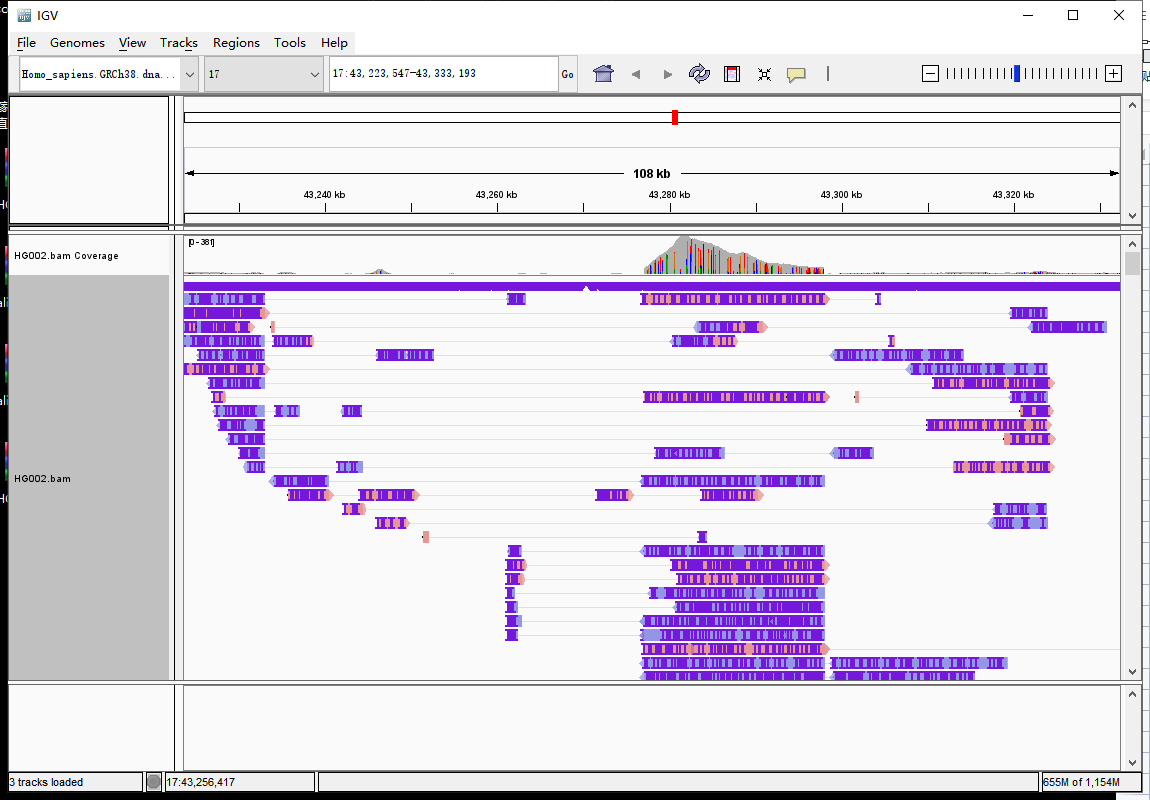 IGV
File Genomes View Tracks Regions Tools Help
Homo_sapiens.GRCh38.dna... 17 17:43,223,547-43,333,193 Go
108 kb
43,240 kb 43,260 kb 43,280 kb 43,300 kb 43,320 kb
[0 - 381]
HG002.bam Coverage
HG002.bam
3 tracks loaded 17:43,256,417 655M of 1,154M